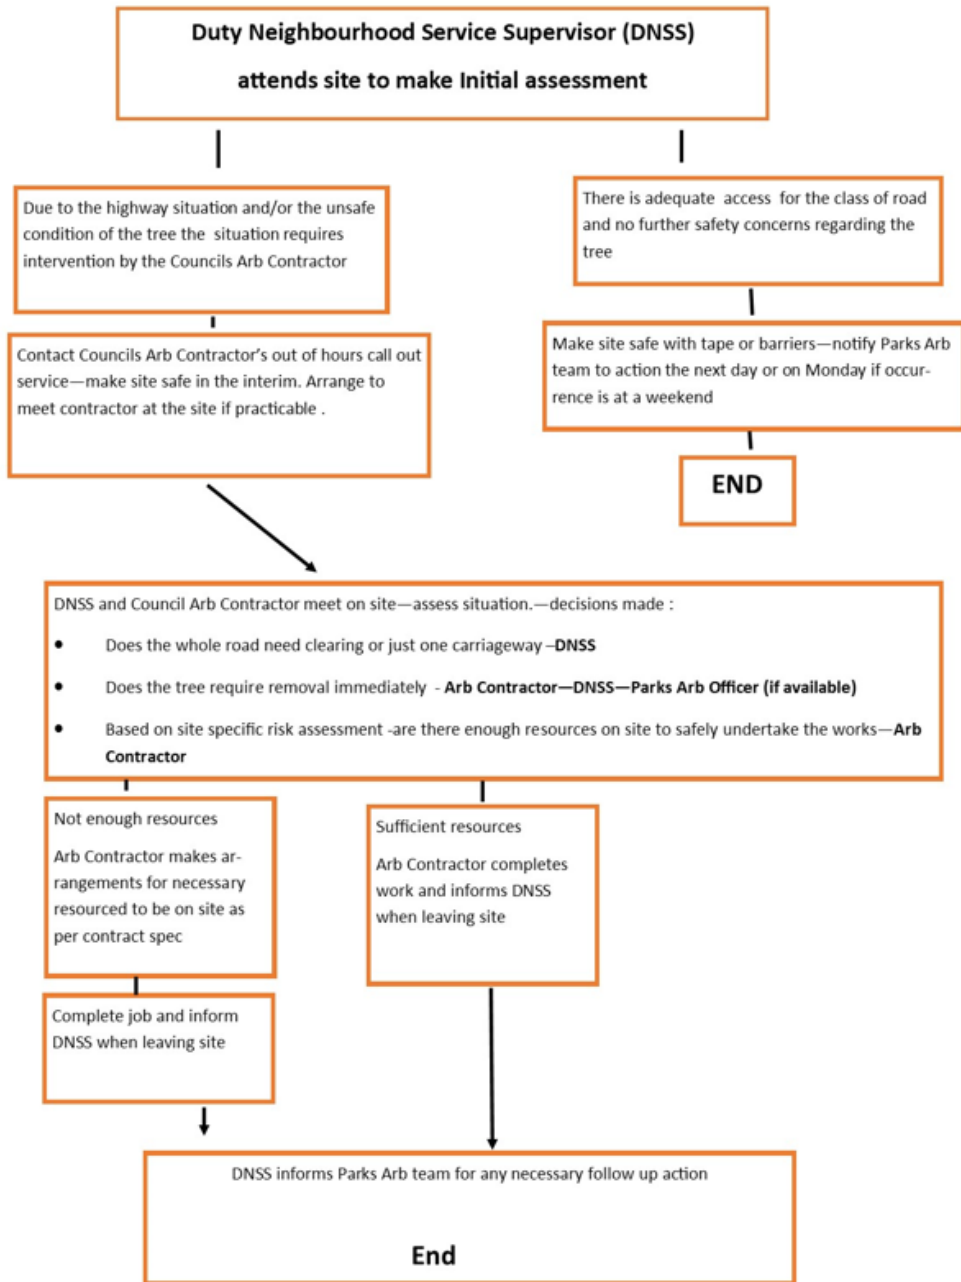 Duty Neighbourhood Service Supervisor (DNSS)
attends site to make Initial assessment
Due to the highway situation and/or the unsafe
condition of the tree the situation requires
intervention by the Councils Arb Contractor
There is adequate access for the class of road
and no further safety concerns regarding the
tree
Contact Councils Arb Contractor's out of hours call out
service—make site safe in the interim. Arrange to
meet contractor at the site if practicable .
Make site safe with tape or barriers—notify Parks Arb
team to action the next day or on Monday if occur-
rence is at a weekend
END
DNSS and Council Arb Contractor meet on site—assess situation.—decisions made :
• Does the whole road need clearing or just one carriageway –DNSS
• Does the tree require removal immediately - Arb Contractor—DNSS—Parks Arb Officer (if available)
• Based on site specific risk assessment -are there enough resources on site to safely undertake the works—Arb
Contractor
Not enough resources
Arb Contractor makes ar-
rangements for necessary
resourced to be on site as
per contract spec
Sufficient resources
Arb Contractor completes
work and informs DNSS
when leaving site
Complete job and inform
DNSS when leaving site
DNSS informs Parks Arb team for any necessary follow up action
End